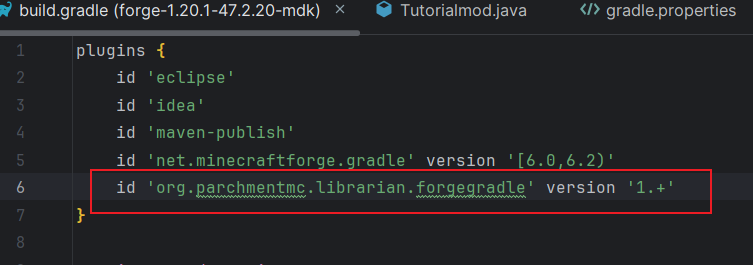 build.gradle (forge-1.20.1-47.2.20-mdk) × Tutorialmod.java </> gradle.properties
1 plugins {
2 id 'eclipse'
3 id 'idea'
4 id 'maven-publish'
5 id 'net.minecraftforge.gradle' version '[6.0,6.2)'
6 id 'org.parchmentmc.librarian.forgegradle' version '1.+'
7 }
8